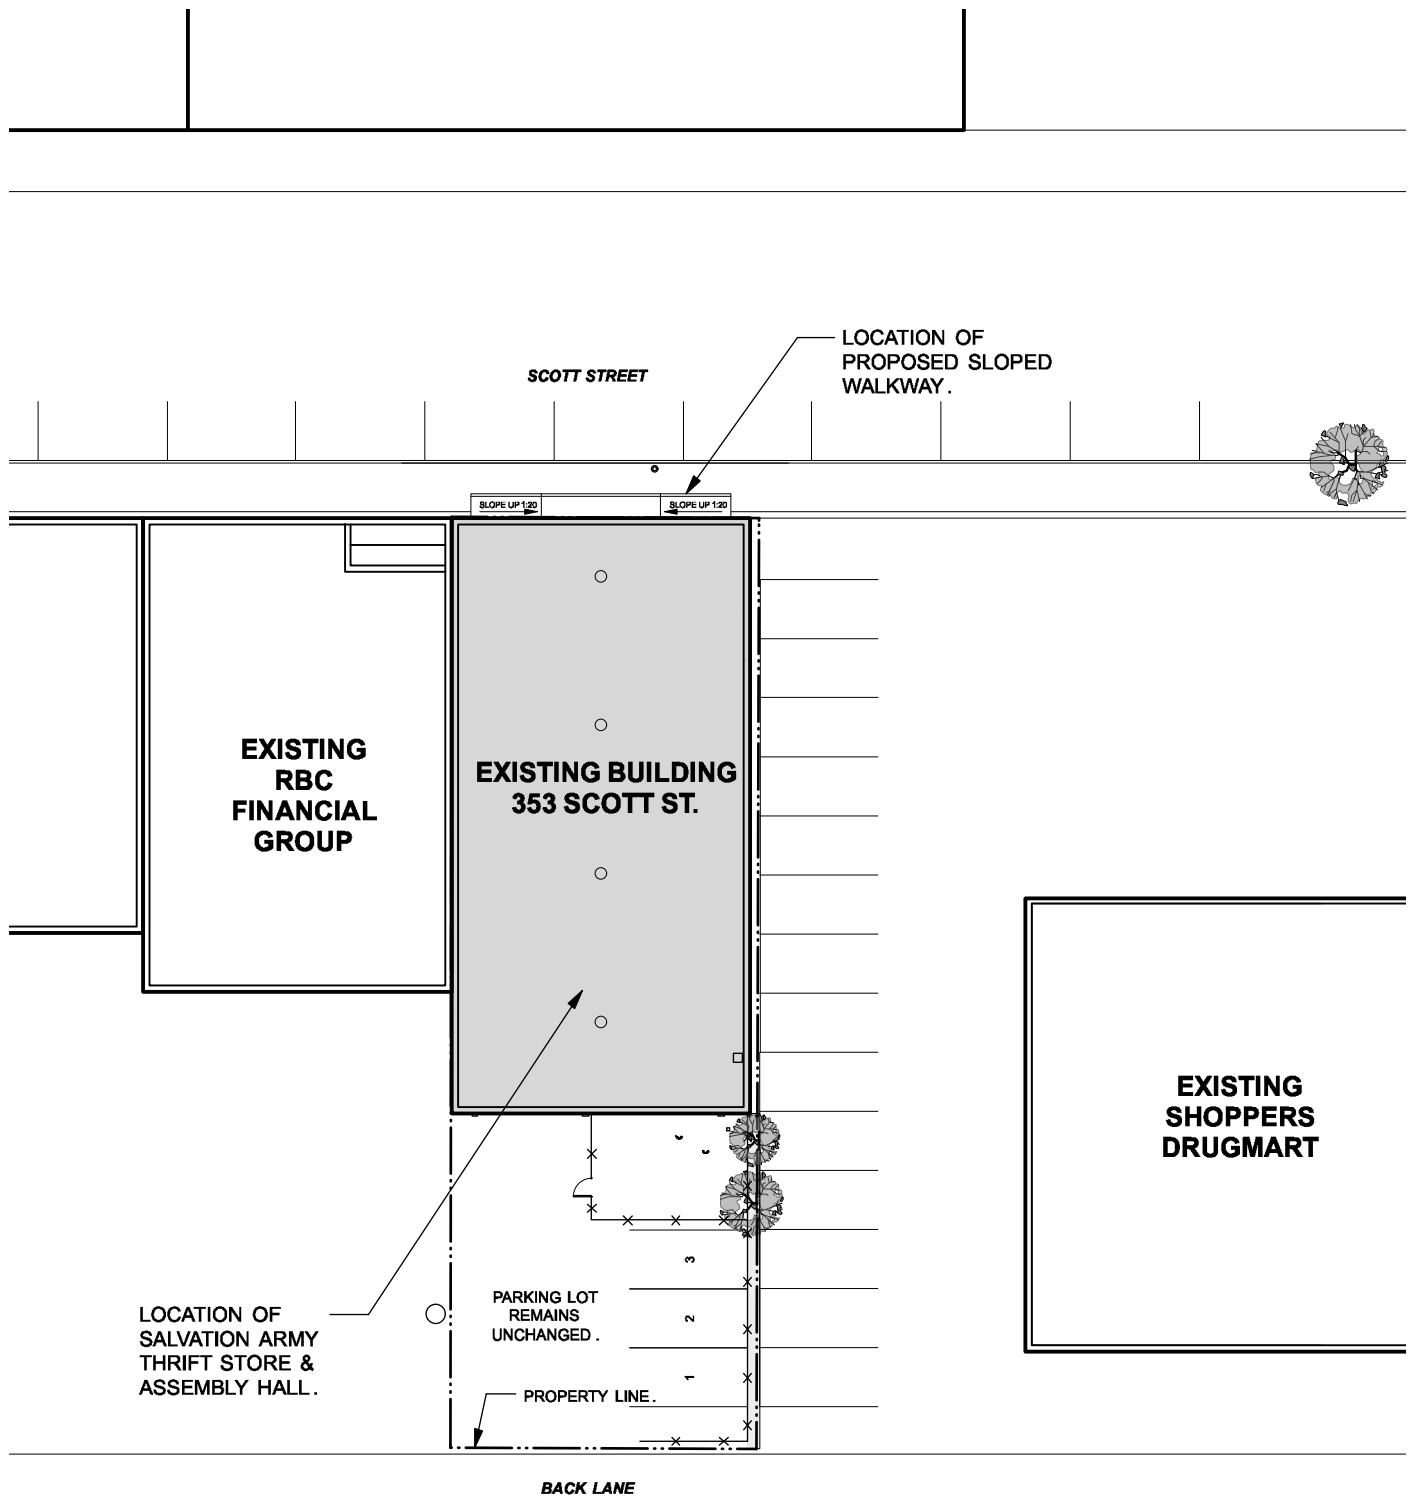 LOCATION OF
PROPOSED SLOPED
WALKWAY.
SCOTT STREET
SLOPE UP 1:20
SLOPE UP 1:20
EXISTING
RBC
FINANCIAL
GROUP
EXISTING BUILDING
353 SCOTT ST.
EXISTING
SHOPPERS
DRUGMART
3
2
1
PARKING LOT
REMAINS
UNCHANGED.
LOCATION OF
SALVATION ARMY
THRIFT STORE &
ASSEMBLY HALL.
PROPERTY LINE.
BACK LANE